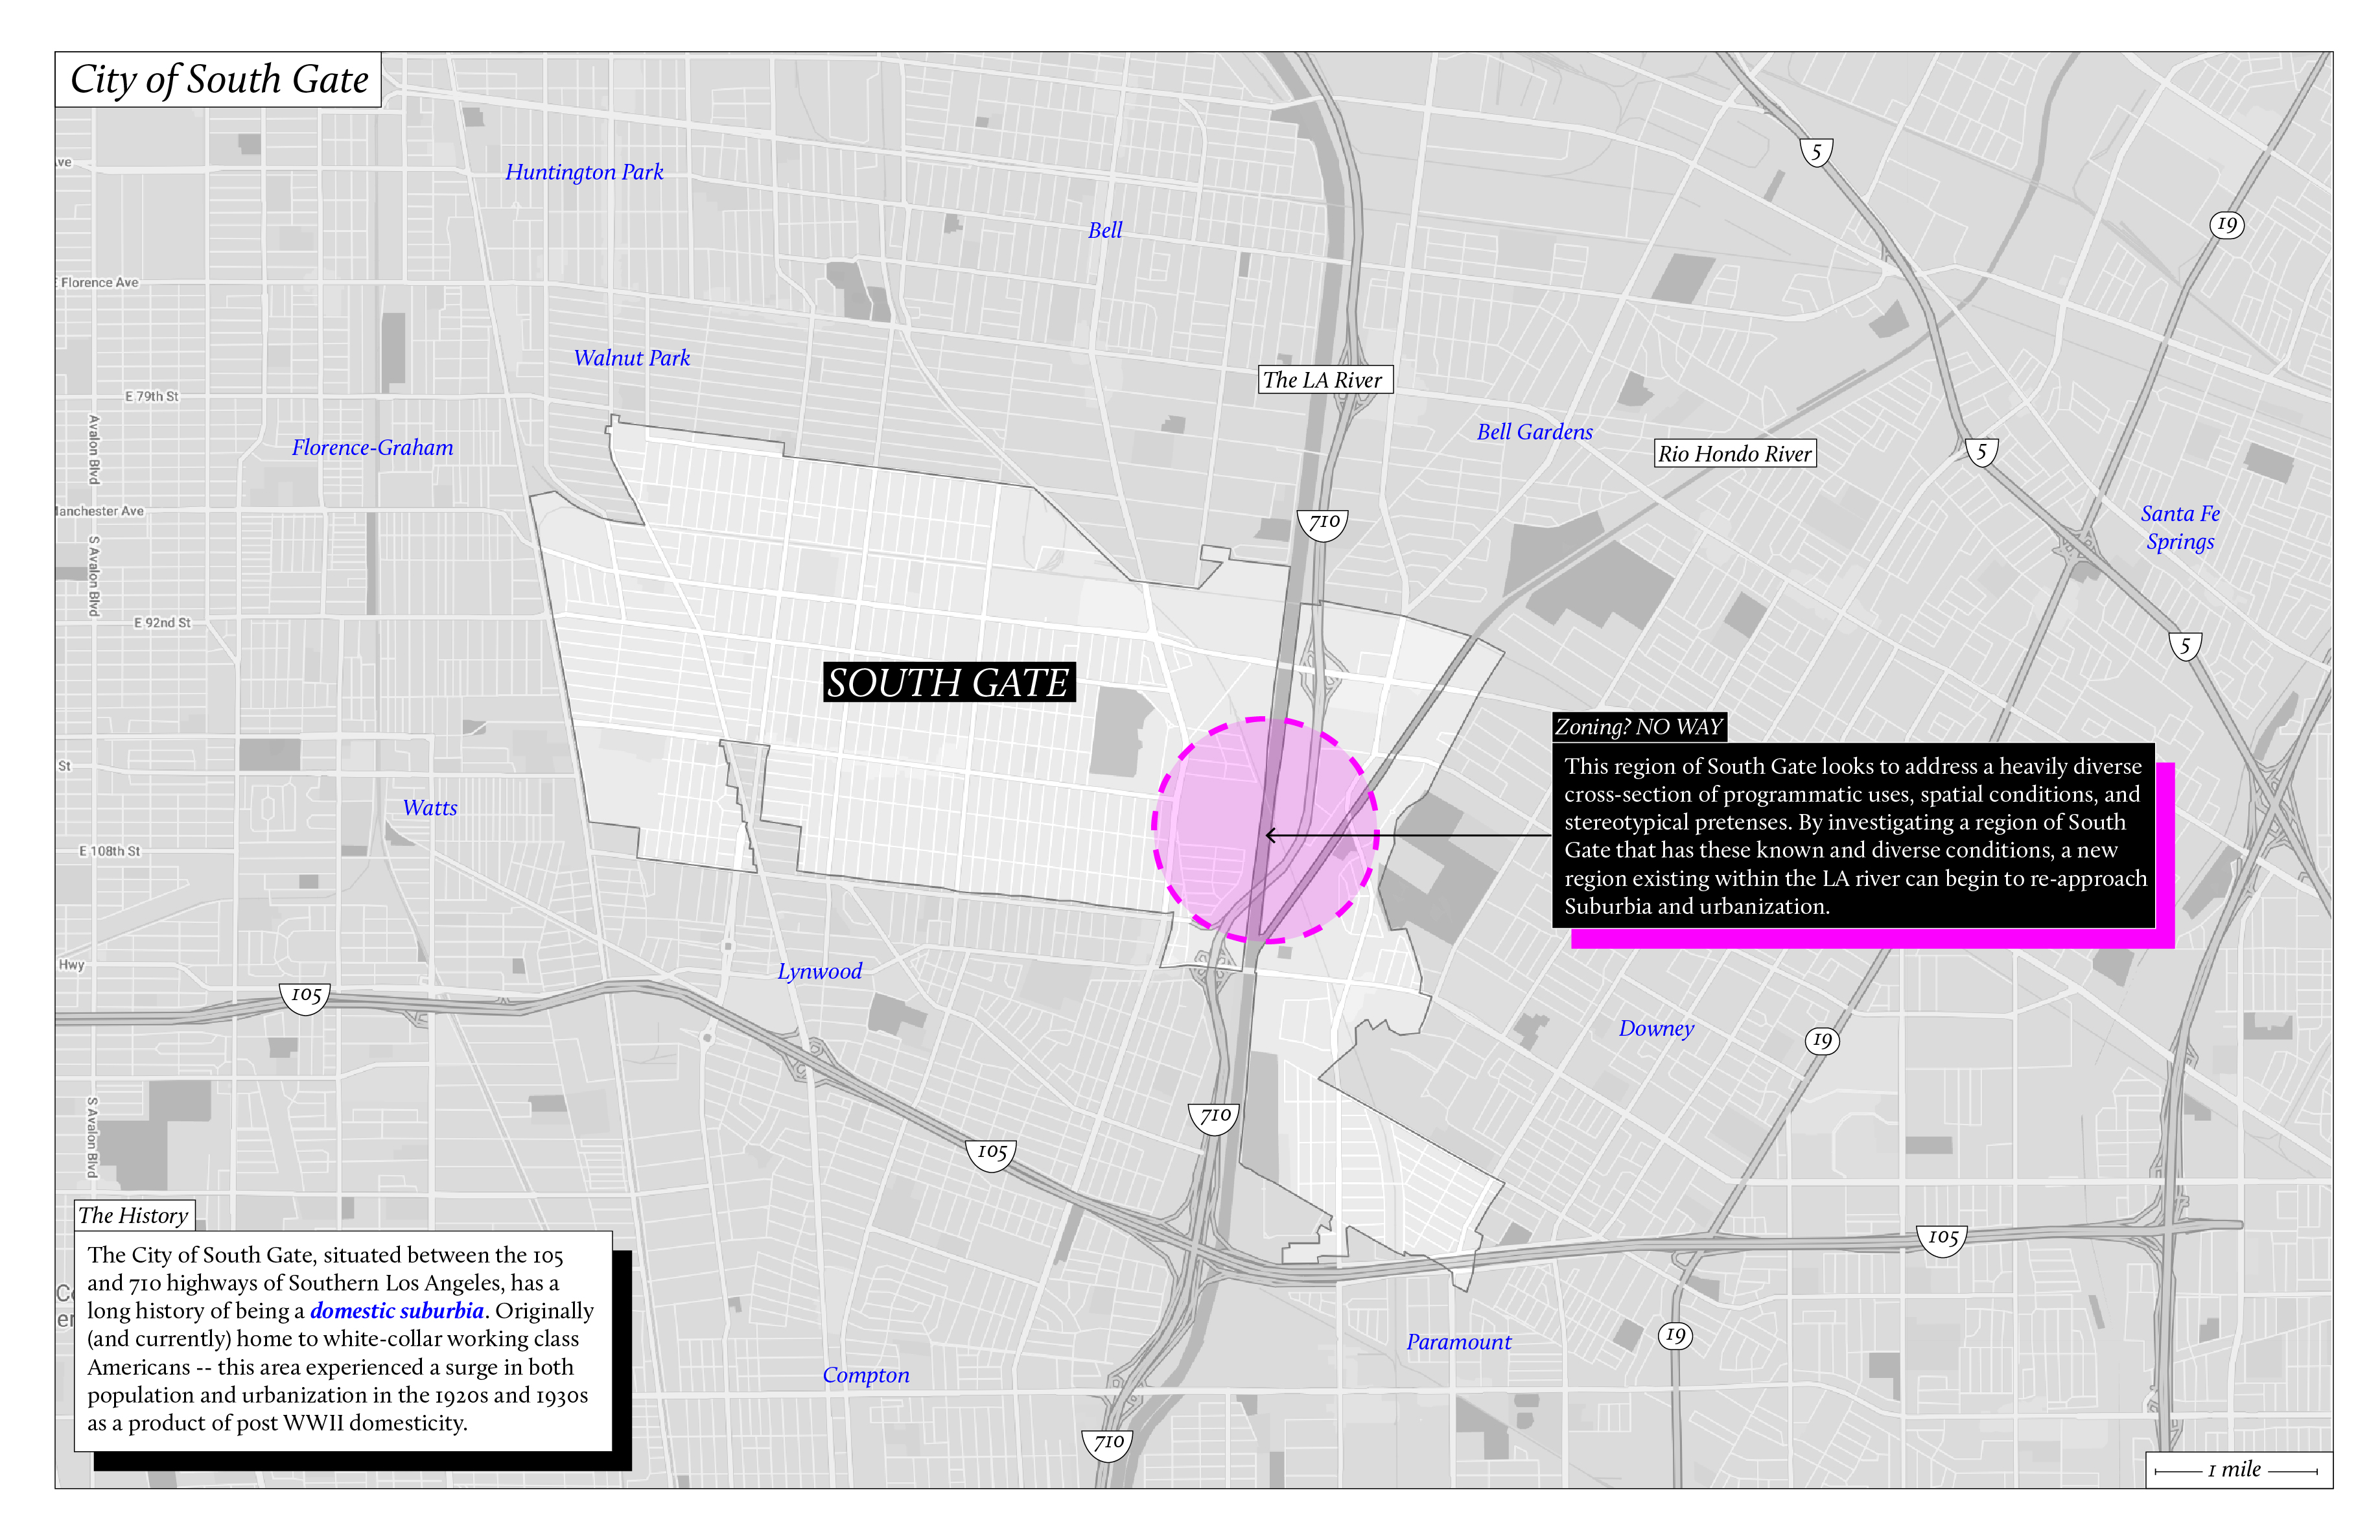 City of South Gate
Huntington Park
Bell
5
19
Ave
E Florence Ave
Walnut Park
The LA River
E 79th St
Avalon Blvd
Florence-Graham
Bell Gardens
Rio Hondo River
5
Manchester Ave
710
Santa Fe
Springs
S Avalon Blvd
E 92nd St
5
SOUTH GATE
Zoning? NO WAY
This region of South Gate looks to address a heavily diverse
cross-section of programmatic uses, spatial conditions, and
stereotypical pretenses. By investigating a region of South
Gate that has these known and diverse conditions, a new
region existing within the LA river can begin to re-approach
Suburbia and urbanization.
St
Watts
E 108th St
Hwy
Lynwood
105
Downey
19
710
S Avalon Blvd
105
105
The History
The City of South Gate, situated between the 105
and 710 highways of Southern Los Angeles, has a
long history of being a domestic suburbia. Originally
(and currently) home to white-collar working class
Americans -- this area experienced a surge in both
population and urbanization in the 1920s and 1930s
as a product of post WWII domesticity.
19
Paramount
Compton
710
1 mile